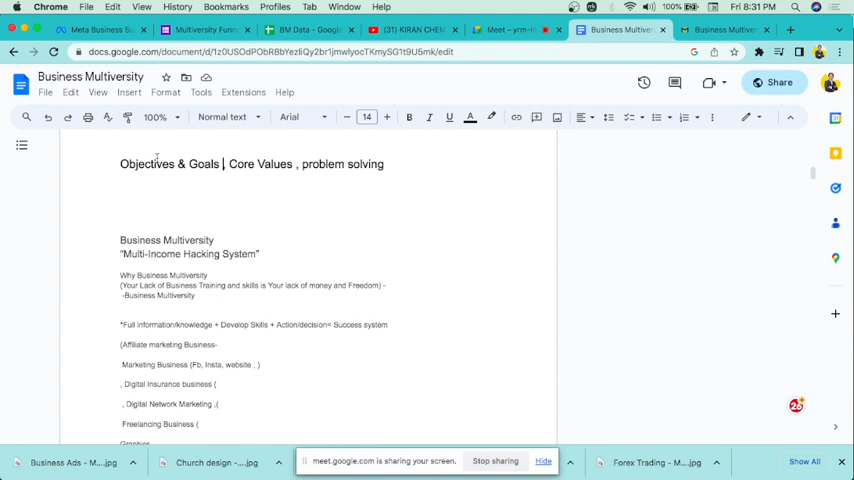 Chrome File Edit View History Bookmarks Profiles Tab Window Help 100% Fri 8:31 PM
Meta Business Su Multiversity Funne BM Data - Google (31) KIRAN CHEM Meet – yrm-m Business Multivers Business Multivers
docs.google.com/document/d/1z0USOdPObRBbYezliQy2br1jmwlyocTKmySG1t9U5mk/edit
Business Multiversity
File Edit View Insert Format Tools Extensions Help
Share
100% Normal text Arial 14
Objectives & Goals , Core Values , problem solving
Business Multiversity
“Multi-Income Hacking System”
Why Business Multiversity
(Your Lack of Business Training and skills is Your lack of money and Freedom) -
-Business Multiversity
*Full information/knowledge + Develop Skills + Action/decision= Success system
(Affiliate marketing Business-
Marketing Business (Fb, Insta, website , )
, Digital Insurance business (
, Digital Network Marketing ,(
Freelancing Business (
Graphics
26
Business Ads - M....jpg Church design -....jpg meet.google.com is sharing your screen. Stop sharing Hide Forex Trading - M....jpg Show All